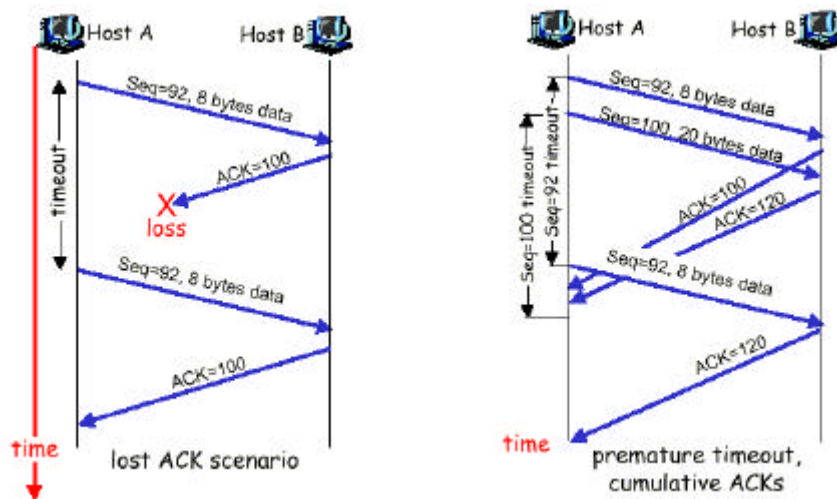 Host A
Host B
Seq=92, 8 bytes data
timeout
ACK=100
X
loss
Seq=92, 8 bytes data
ACK=100
time
lost ACK scenario
Host A
Host B
Seq=92, 8 bytes data
Seq=100, 20 bytes data
Seq=100 timeout
Seq=92 timeout
ACK=100
ACK=120
Seq=92, 8 bytes data
ACK=120
time
premature timeout,
cumulative ACKs